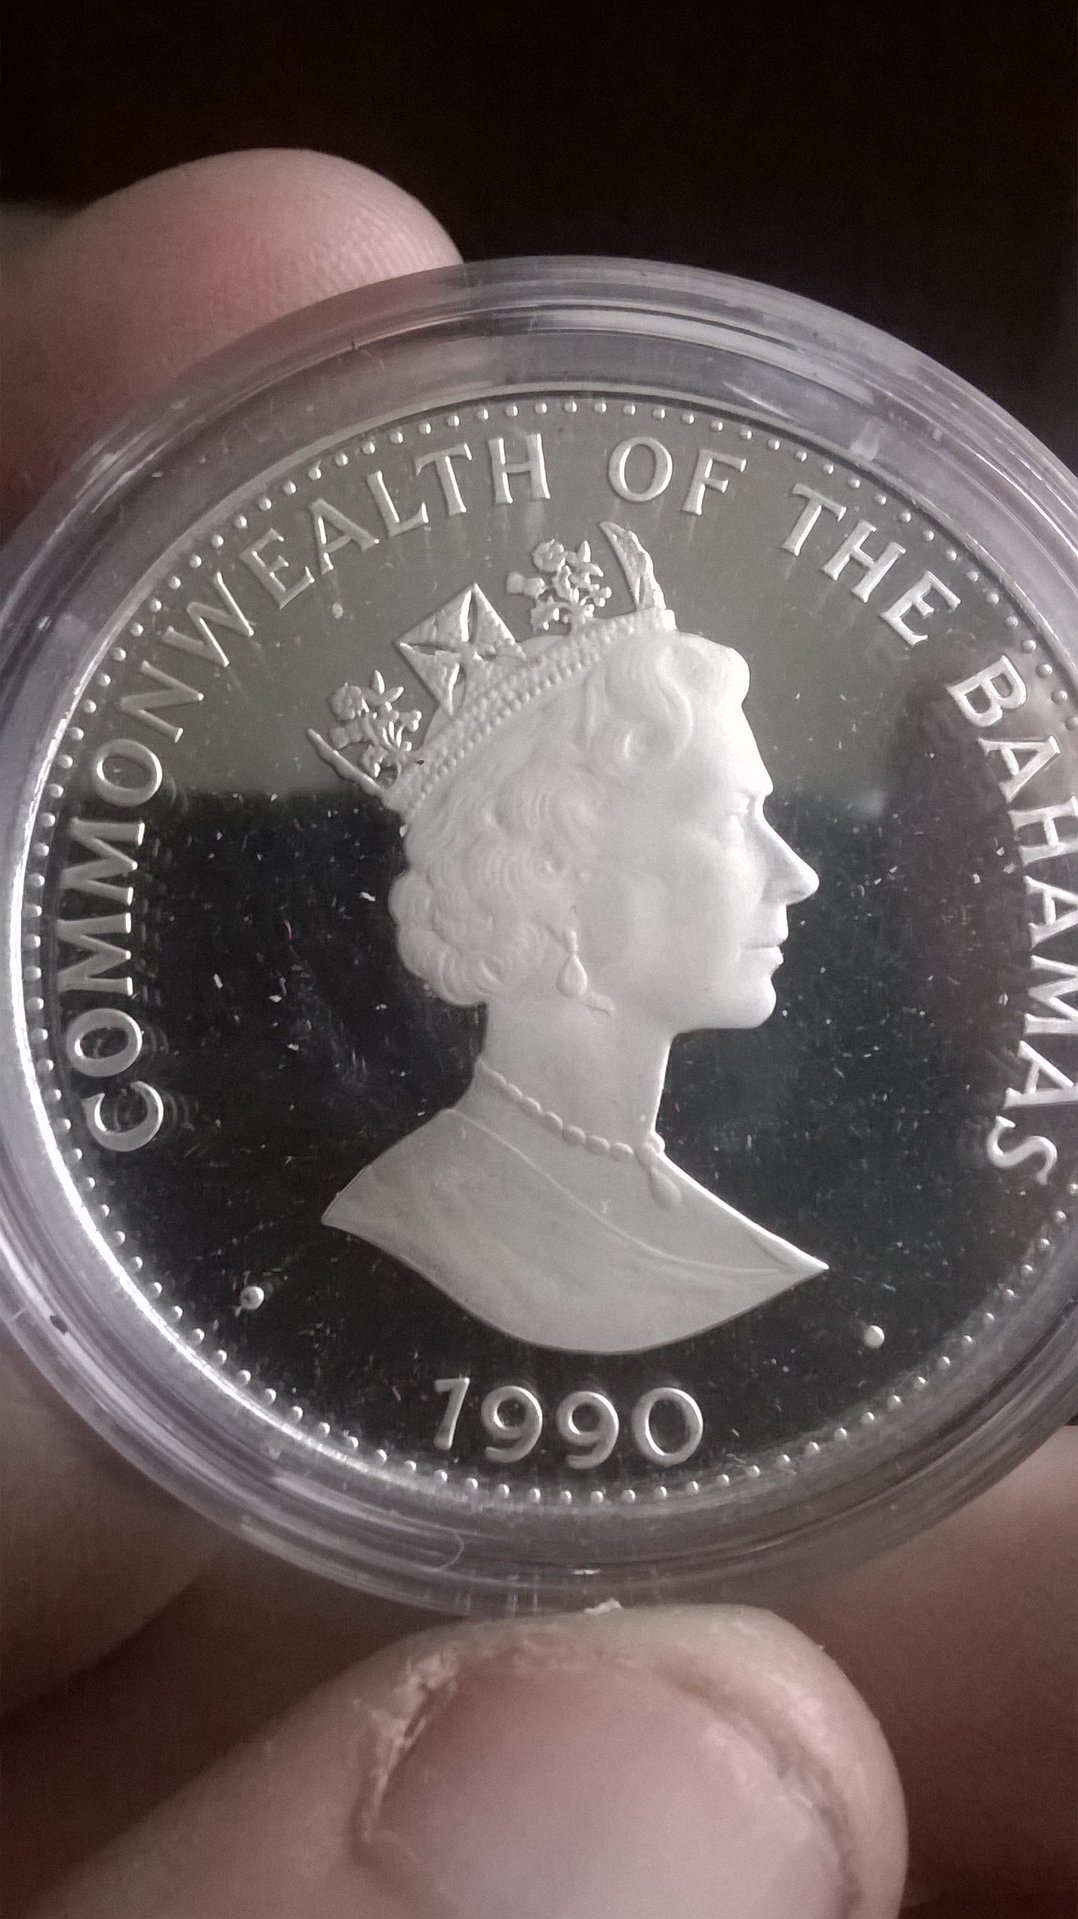 COMMONWEALTH OF THE BAHAMAS
1990